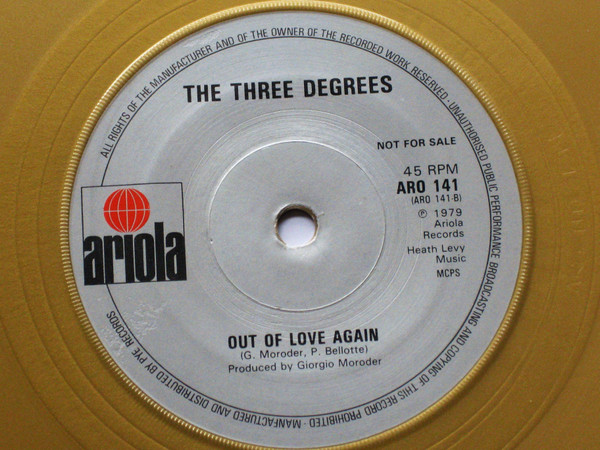 ALL RIGHTS OF THE MANUFACTURER AND OF THE OWNER OF THE RECORDED WORK RESERVED · UNAUTHORISED PUBLIC PERFORMANCE BROADCASTING AND COPYING OF THIS RECORD PROHIBITED · MANFACTURED AND DISTRIBUTED BY PYE RECORDS
THE THREE DEGREES
NOT FOR SALE
45 RPM
ARO 141
(ARO 141-B)
℗ 1979
Ariola
Records
Heath Levy
Music
MCPS
ariola
OUT OF LOVE AGAIN
(G. Moroder, P. Bellotte)
Produced by Giorgio Moroder